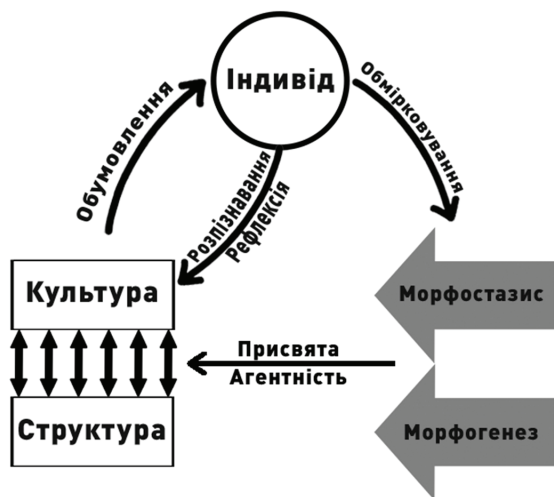 Індивід
Обумовлення
Обмірковування
Розпізнавання
Рефлексія
Культура
Морфостазис
Присвята
Агентність
Структура
Морфогенез